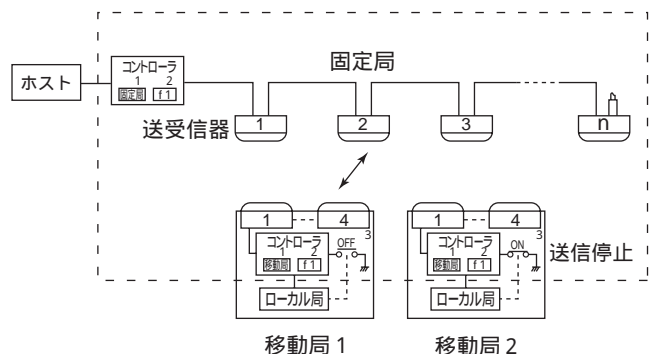 ホスト
コントローラ
1 2
固定局 f1
固定局
送受信器
1
2
3
n
1 4
3
コントローラ
1 2
移動局 f1
OFF
ローカル局
移動局1
1 4
3
コントローラ
1 2
移動局 f1
ON
送信停止
ローカル局
移動局2